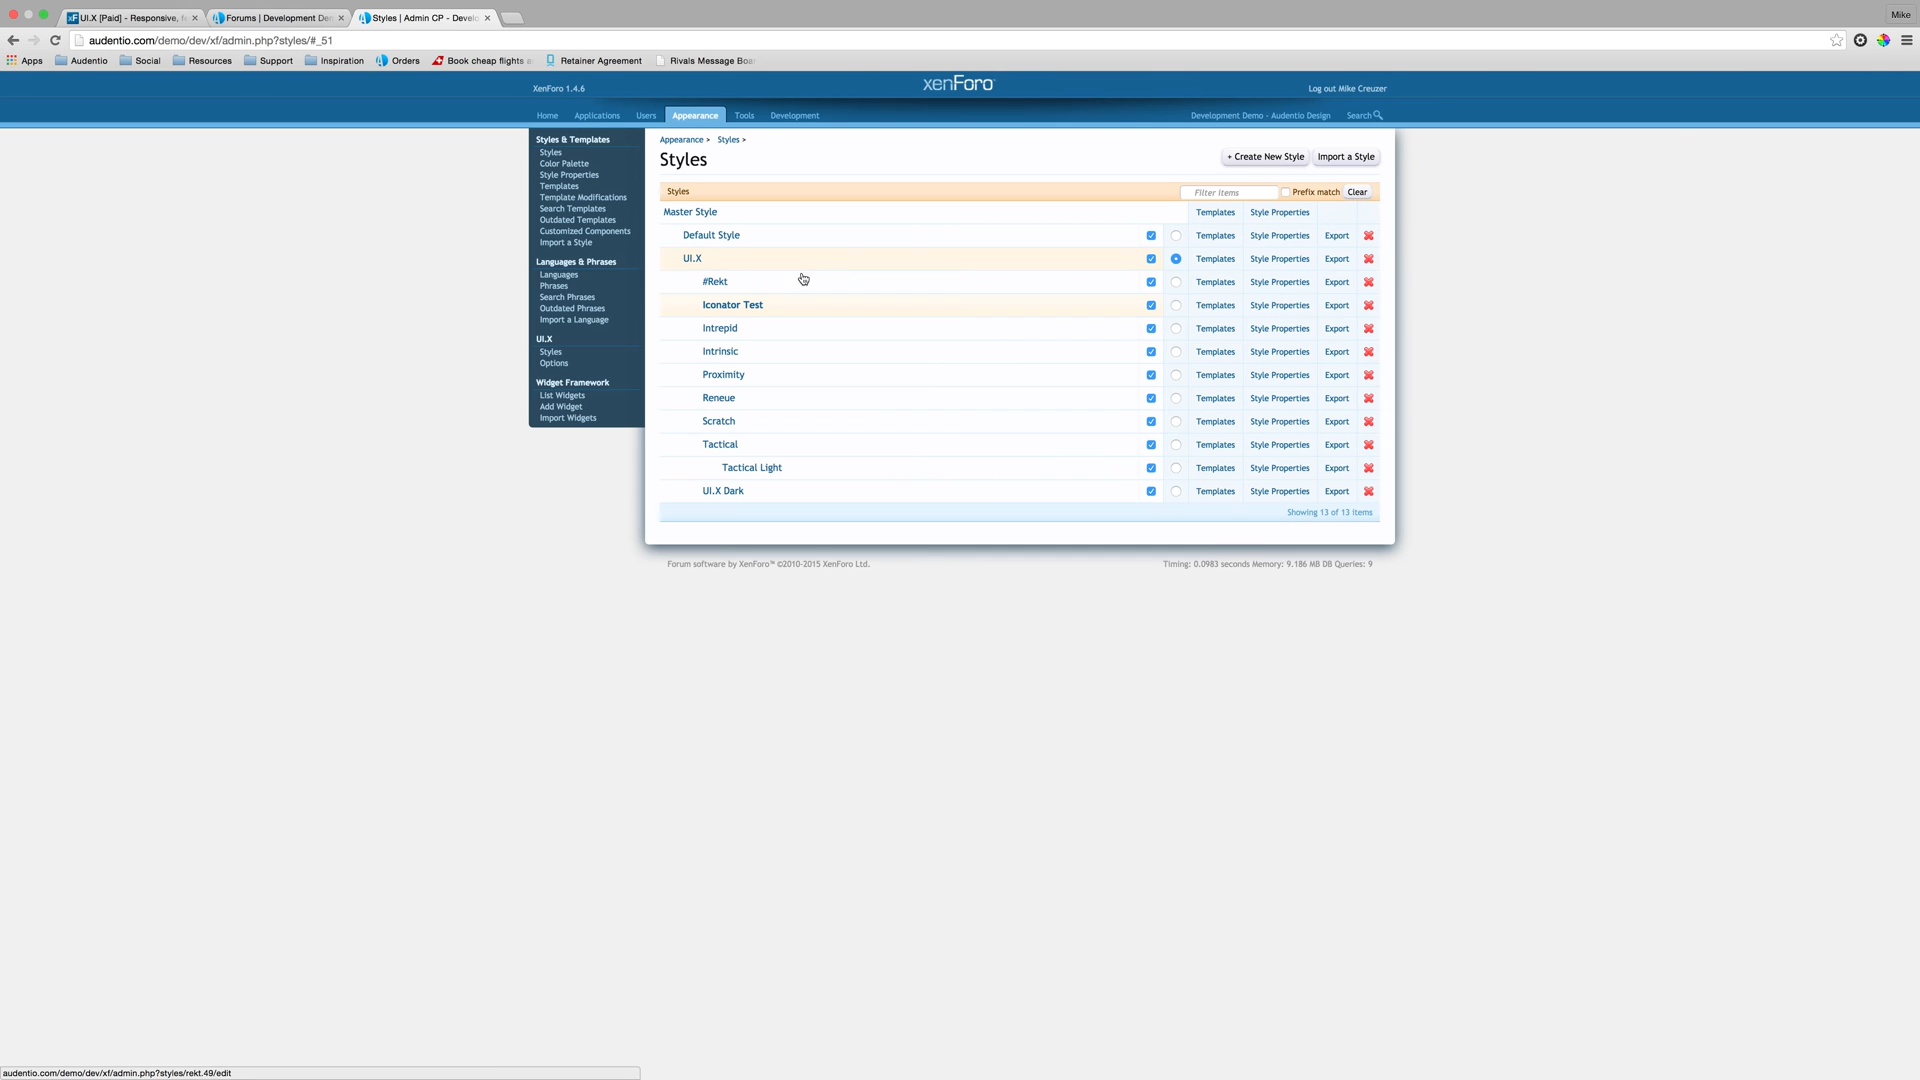 UI.X [Paid] - Responsive, f
Forums | Development De
Styles | Admin CP - Develo
Mike
audentio.com/demo/dev/xf/admin.php?styles/#_51
Apps Audentio Social Resources Support Inspiration Orders Book cheap flights a Retainer Agreement Rivals Message Boa
XenForo 1.4.6
xenForo
Log out Mike Creuzer
Home Applications Users Appearance Tools Development
Development Demo - Audentio Design Search
Styles & Templates
Styles
Color Palette
Style Properties
Templates
Template Modifications
Search Templates
Outdated Templates
Customized Components
Import a Style
Languages & Phrases
Languages
Phrases
Search Phrases
Outdated Phrases
Import a Language
UI.X
Styles
Options
Widget Framework
List Widgets
Add Widget
Import Widgets
Appearance > Styles >
Styles
+ Create New Style Import a Style
Styles Filter items Prefix match Clear
Master Style Templates Style Properties
Default Style Templates Style Properties Export
UI.X Templates Style Properties Export
#Rekt Templates Style Properties Export
Iconator Test Templates Style Properties Export
Intrepid Templates Style Properties Export
Intrinsic Templates Style Properties Export
Proximity Templates Style Properties Export
Reneue Templates Style Properties Export
Scratch Templates Style Properties Export
Tactical Templates Style Properties Export
Tactical Light Templates Style Properties Export
UI.X Dark Templates Style Properties Export
Showing 13 of 13 items
Forum software by XenForo™ ©2010-2015 XenForo Ltd.
Timing: 0.0983 seconds Memory: 9.186 MB DB Queries: 9
audentio.com/demo/dev/xf/admin.php?styles/rekt.49/edit